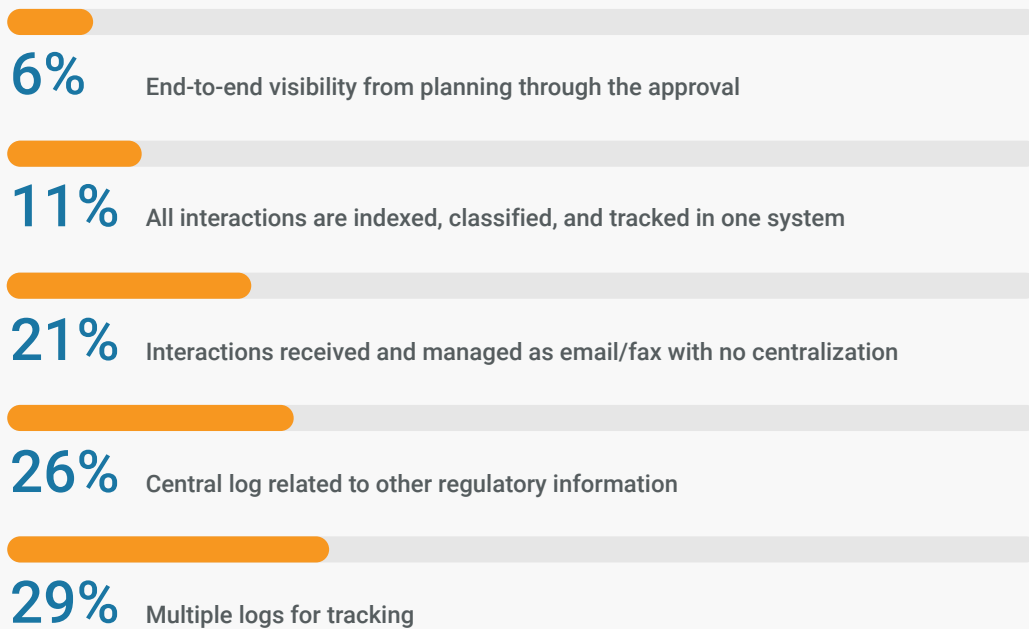 6% End-to-end visibility from planning through the approval
11% All interactions are indexed, classified, and tracked in one system
21% Interactions received and managed as email/fax with no centralization
26% Central log related to other regulatory information
29% Multiple logs for tracking